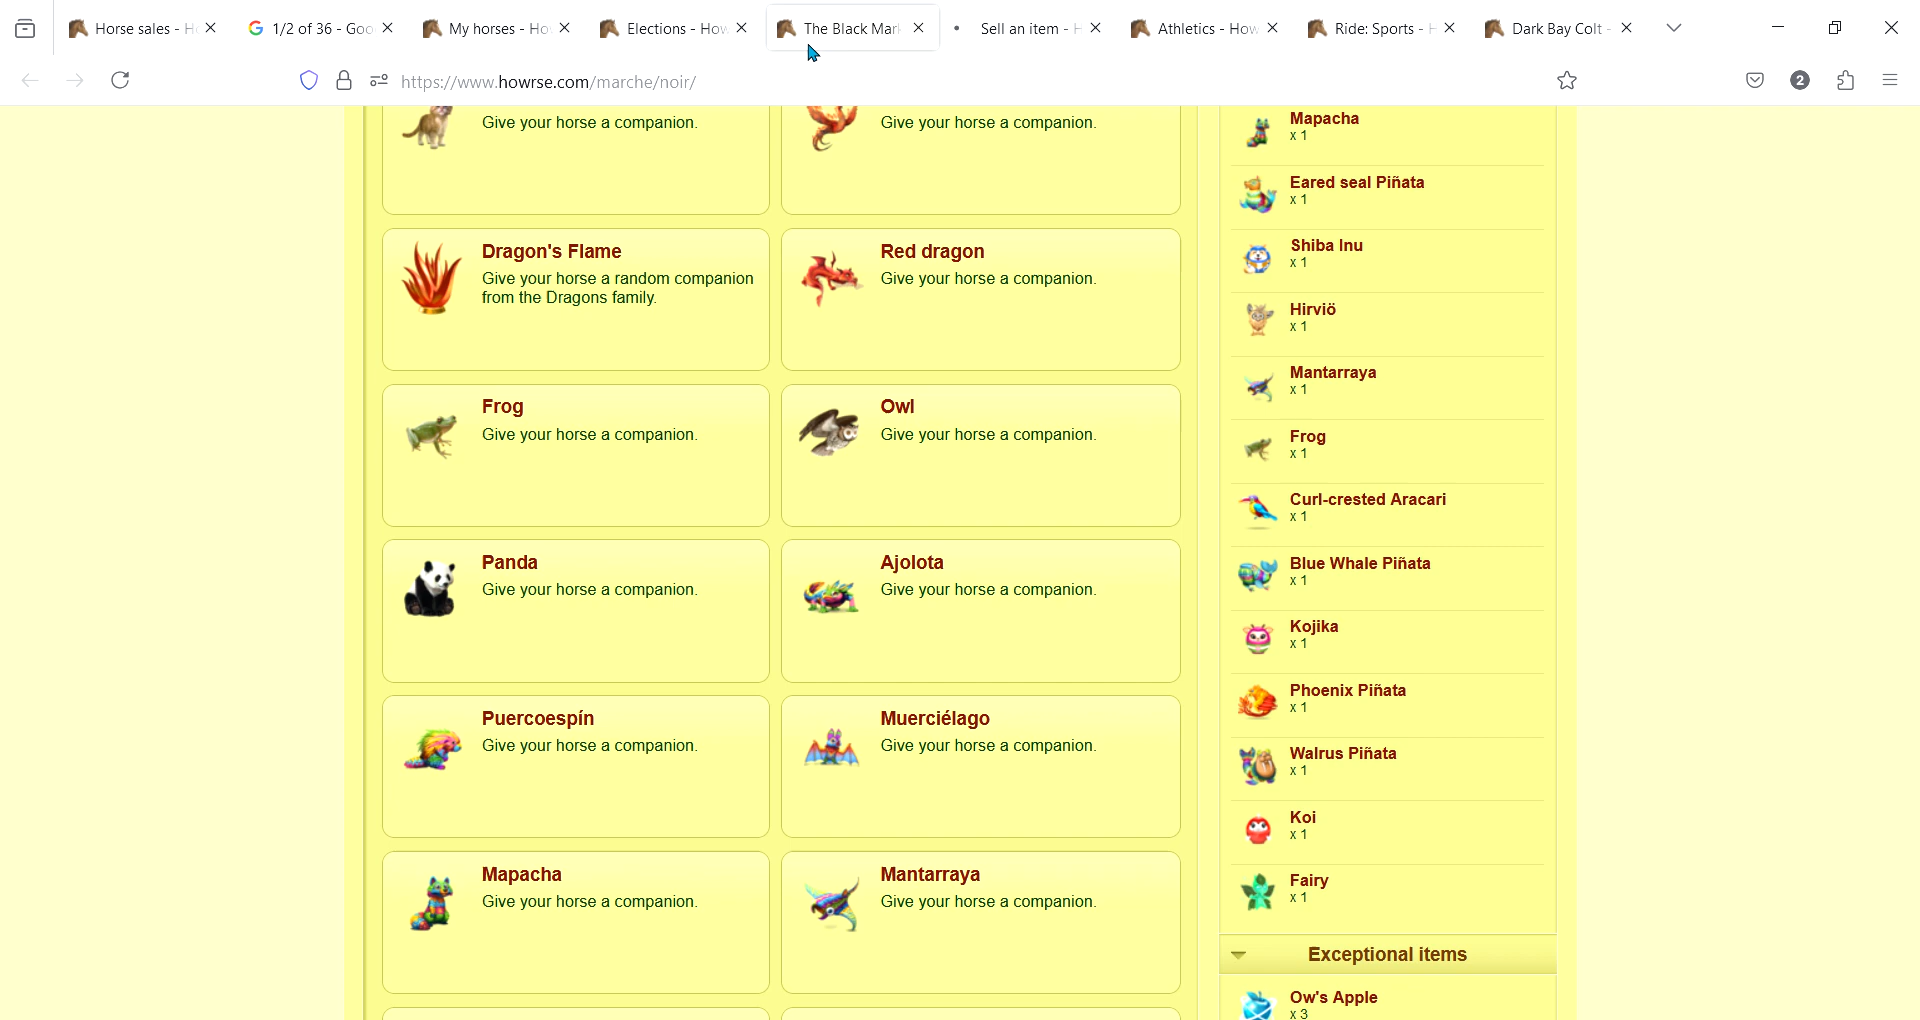 Horse sales - H
1/2 of 36 - Goo
My horses - Ho
Elections - How
The Black Mar
Sell an item - H
Athletics - How
Ride: Sports - H
Dark Bay Colt -
https://www.howrse.com/marche/noir/
2
Give your horse a companion.
Give your horse a companion.
Dragon's Flame
Give your horse a random companion
from the Dragons family.
Red dragon
Give your horse a companion.
Frog
Give your horse a companion.
Owl
Give your horse a companion.
Panda
Give your horse a companion.
Ajolota
Give your horse a companion.
Puercoespín
Give your horse a companion.
Muerciélago
Give your horse a companion.
Mapacha
Give your horse a companion.
Mantarraya
Give your horse a companion.
Mapacha
x 1
Eared seal Piñata
x 1
Shiba Inu
x 1
Hirviö
x 1
Mantarraya
x 1
Frog
x 1
Curl-crested Aracari
x 1
Blue Whale Piñata
x 1
Kojika
x 1
Phoenix Piñata
x 1
Walrus Piñata
x 1
Koi
x 1
Fairy
x 1
Exceptional items
Ow's Apple
x 3